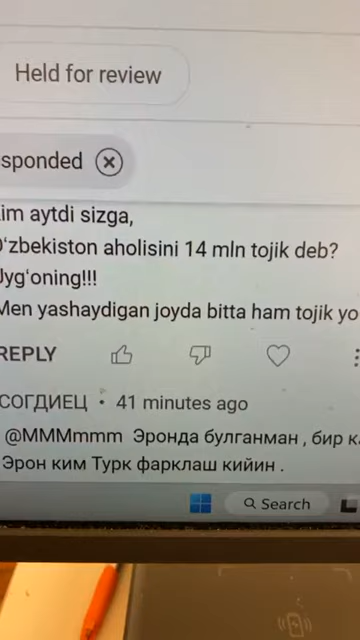 Held for review
sponded
im aytdi sizga,
O‘zbekiston aholisini 14 mln tojik deb?
Uyg‘oning!!!
Men yashaydigan joyda bitta ham tojik yo
REPLY
СОГДИЕЦ • 41 minutes ago
@MMMmmm Эронда булганман , бир к
Эрон ким Турк фарклаш кийин .
Search